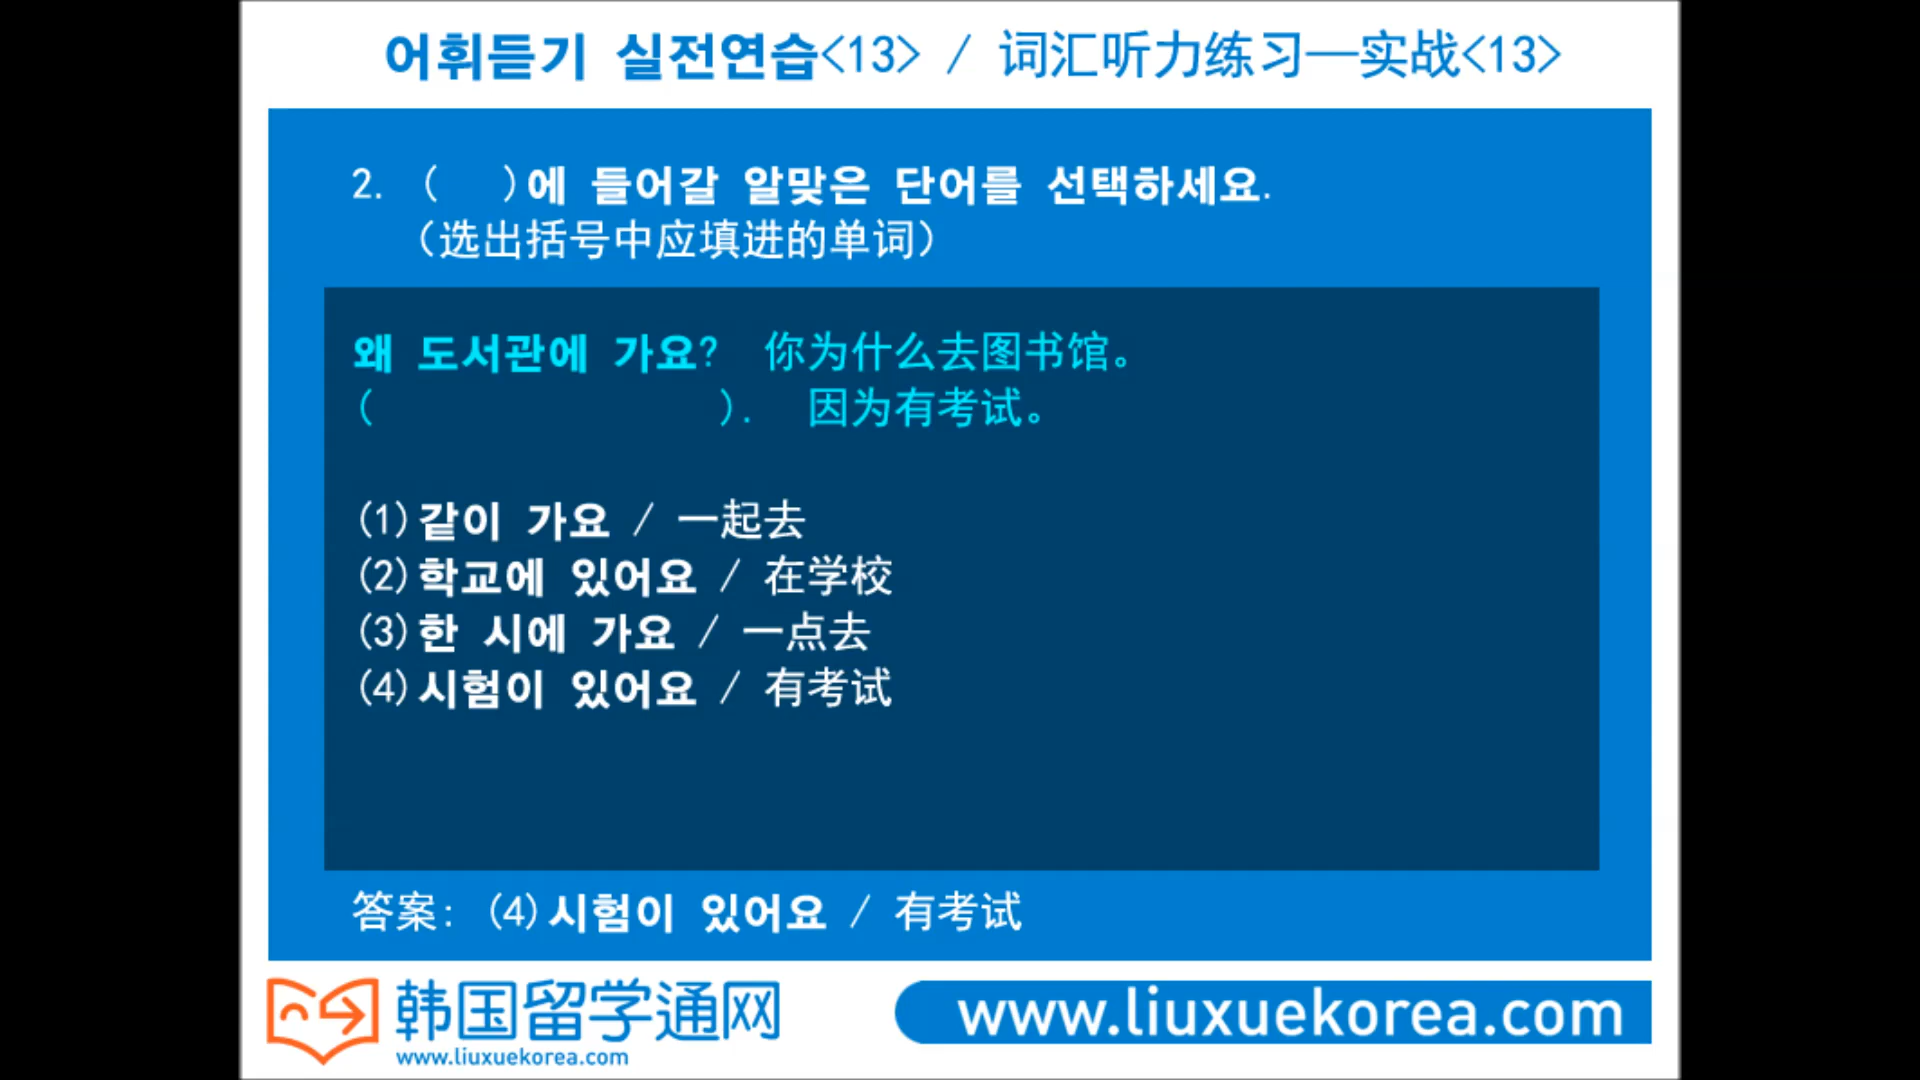 어휘듣기 실전연습<13> / 词汇听力练习—实战<13>
2. (   )에 들어갈 알맞은 단어를 선택하세요.
(选出括号中应填进的单词)
왜 도서관에 가요? 你为什么去图书馆。
(                ). 因为有考试。
(1)같이 가요 / 一起去
(2)학교에 있어요 / 在学校
(3)한 시에 가요 / 一点去
(4)시험이 있어요 / 有考试
答案: (4)시험이 있어요 / 有考试
韩国留学通网
www.liuxuekorea.com
www.liuxuekorea.com